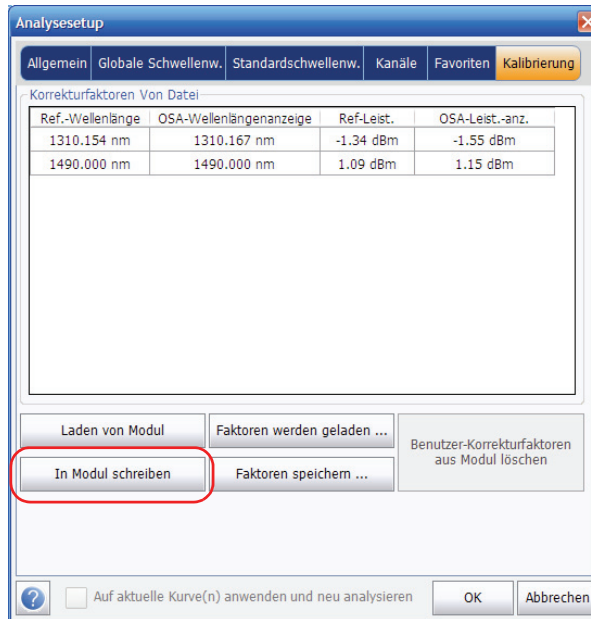 Analysesetup
Allgemein Globale Schwellenw. Standardschwellenw. Kanäle Favoriten Kalibrierung
Korrekturfaktoren Von Datei
Ref.-Wellenlänge OSA-Wellenlängenanzeige Ref-Leist. OSA-Leist.-anz.
1310.154 nm 1310.167 nm -1.34 dBm -1.55 dBm
1490.000 nm 1490.000 nm 1.09 dBm 1.15 dBm
Laden von Modul Faktoren werden geladen ...
Benutzer-Korrekturfaktoren
aus Modul löschen
In Modul schreiben Faktoren speichern ...
? Auf aktuelle Kurve(n) anwenden und neu analysieren OK Abbrechen